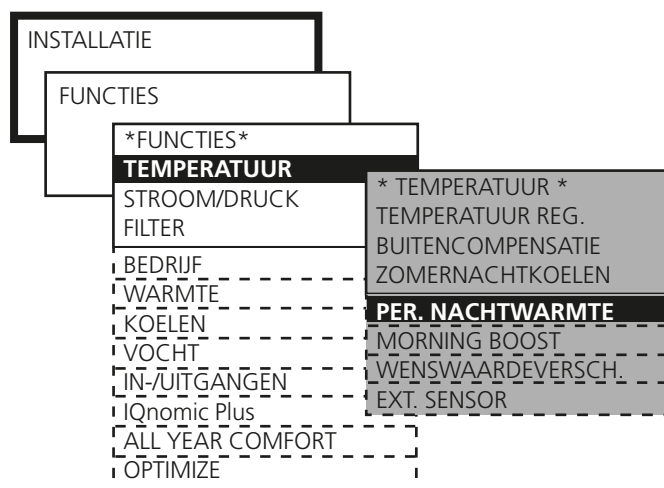 INSTALLATIE
FUNCTIES
*FUNCTIES*
TEMPERATUUR
STROOM/DRUCK
FILTER
BEDRIJF
WARMTE
KOELEN
VOCHT
IN-/UITGANGEN
IQnomic Plus
ALL YEAR COMFORT
OPTIMIZE
* TEMPERATUUR *
TEMPERATUUR REG.
BUITENCOMPENSATIE
ZOMERNACHTKOELEN
PER. NACHTWARMTE
MORNING BOOST
WENSWAARDEVERSCH.
EXT. SENSOR